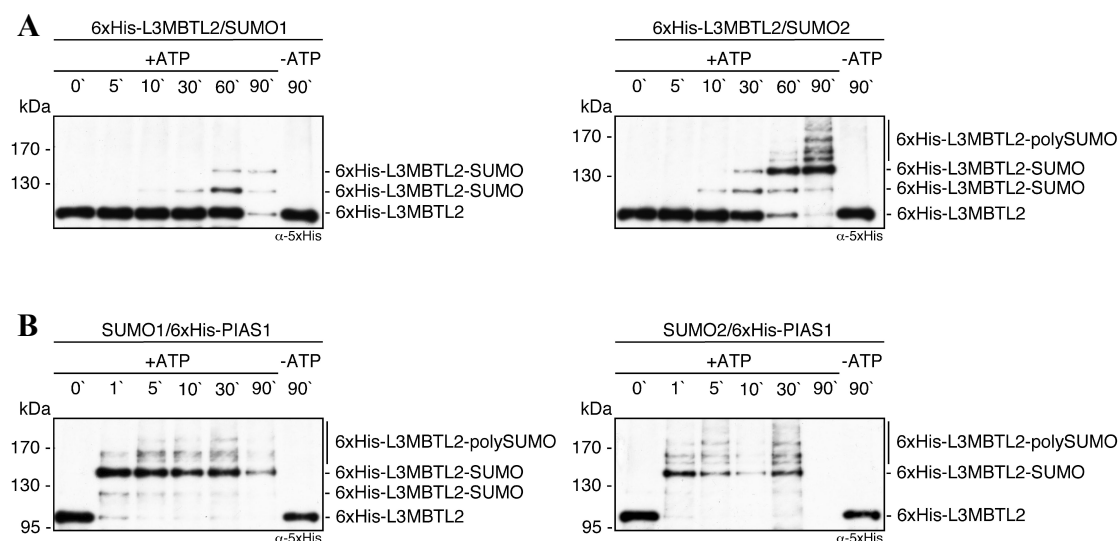 A
6xHis-L3MBTL2/SUMO1
+ATP -ATP
0` 5` 10` 30` 60` 90` 90`
kDa
170 -
130 -
- 6xHis-L3MBTL2-SUMO
- 6xHis-L3MBTL2-SUMO
- 6xHis-L3MBTL2
α-5xHis
6xHis-L3MBTL2/SUMO2
+ATP -ATP
0` 5` 10` 30` 60` 90` 90`
kDa
170 -
130 -
6xHis-L3MBTL2-polySUMO
- 6xHis-L3MBTL2-SUMO
- 6xHis-L3MBTL2-SUMO
- 6xHis-L3MBTL2
α-5xHis
B
SUMO1/6xHis-PIAS1
+ATP -ATP
0` 1` 5` 10` 30` 90` 90`
kDa
170 -
130 -
95 -
6xHis-L3MBTL2-polySUMO
- 6xHis-L3MBTL2-SUMO
- 6xHis-L3MBTL2-SUMO
- 6xHis-L3MBTL2
α-5xHis
SUMO2/6xHis-PIAS1
+ATP -ATP
0` 1` 5` 10` 30` 90` 90`
kDa
170 -
130 -
95 -
6xHis-L3MBTL2-polySUMO
- 6xHis-L3MBTL2-SUMO
- 6xHis-L3MBTL2
α-5xHis